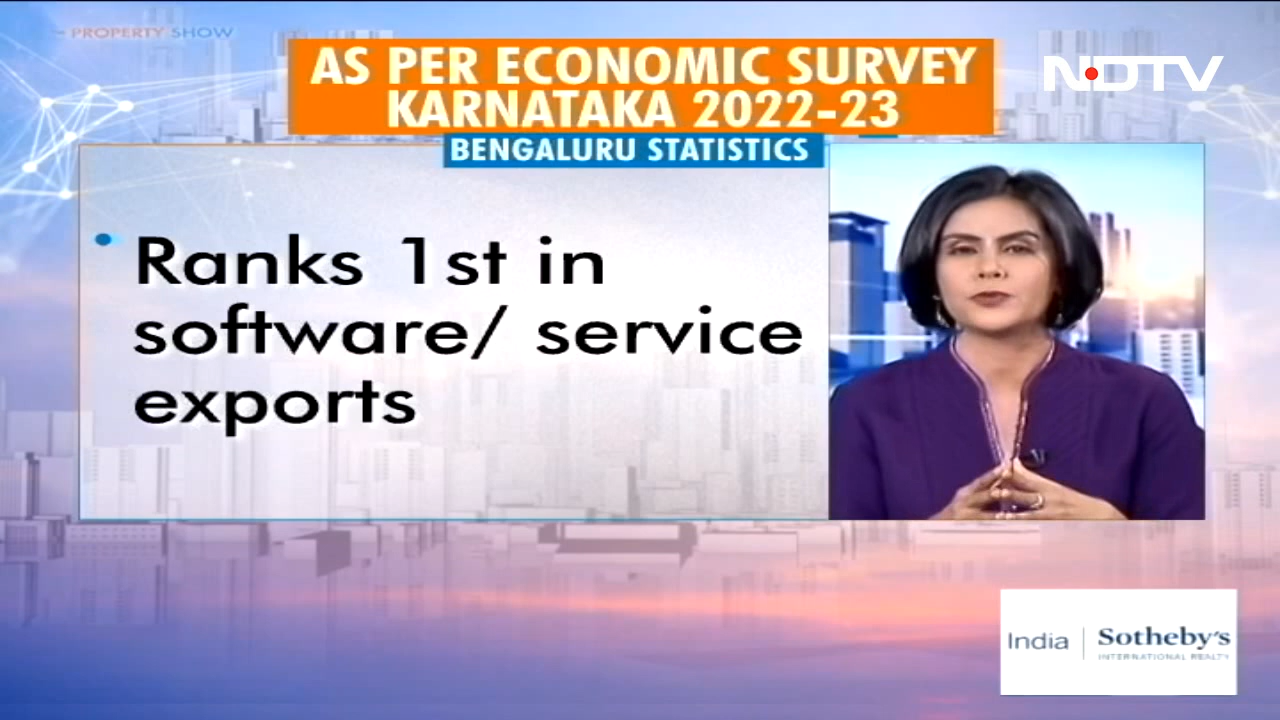 PROPERTY SHOW
AS PER ECONOMIC SURVEY
KARNATAKA 2022-23
NDTV
BENGALURU STATISTICS
Ranks 1st in
software/ service
exports
India | Sotheby's
INTERNATIONAL REALTY